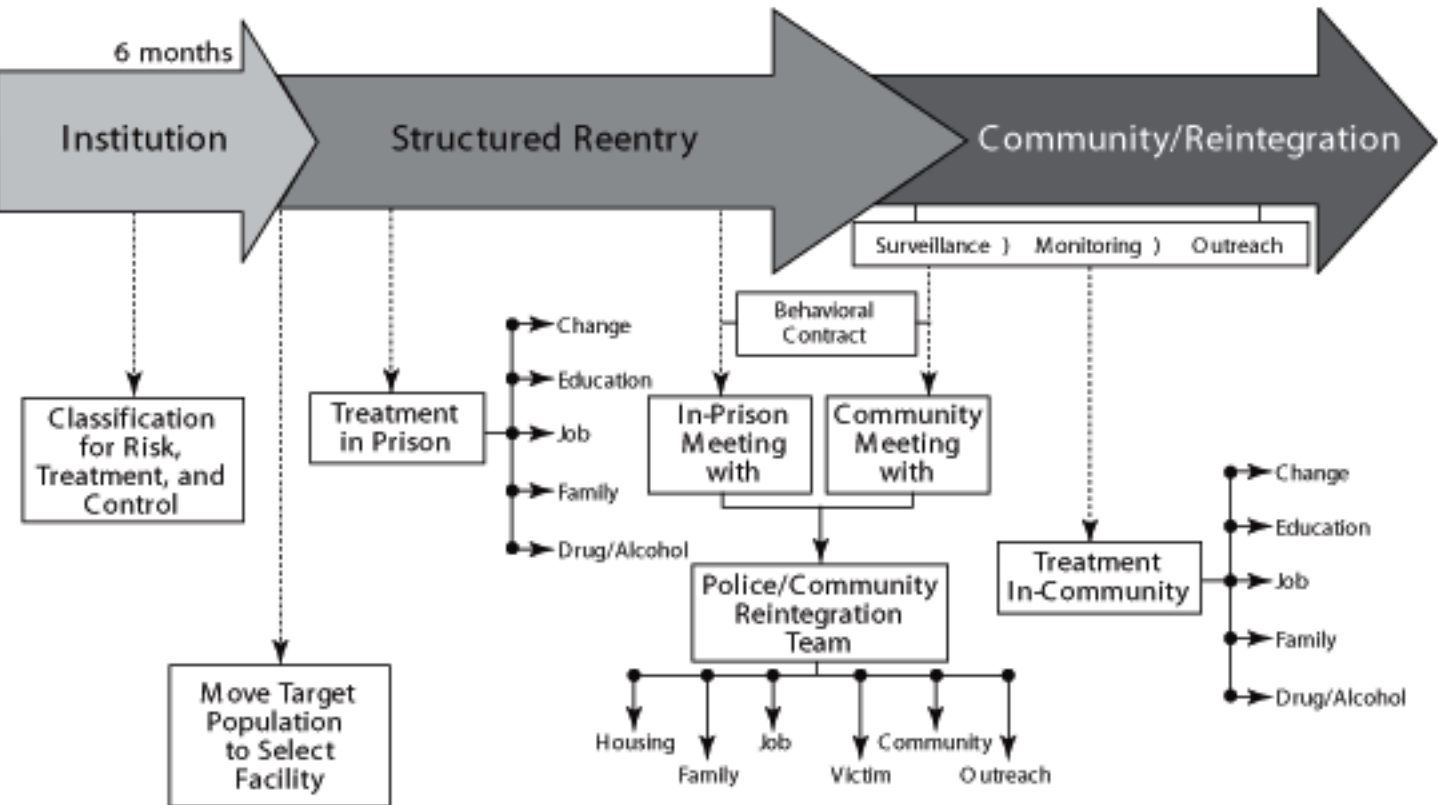 6 months
Institution
Structured Reentry
Community/Reintegration
Surveillance ) Monitoring ) Outreach
Behavioral
Contract
Classification
for Risk,
Treatment, and
Control
Move Target
Population
to Select
Facility
Treatment
in Prison
Change
Education
Job
Family
Drug/Alcohol
In-Prison
Meeting
with
Community
Meeting
with
Police/Community
Reintegration
Team
Housing
Family
Job
Victim
Community
Outreach
Treatment
In-Community
Change
Education
Job
Family
Drug/Alcohol